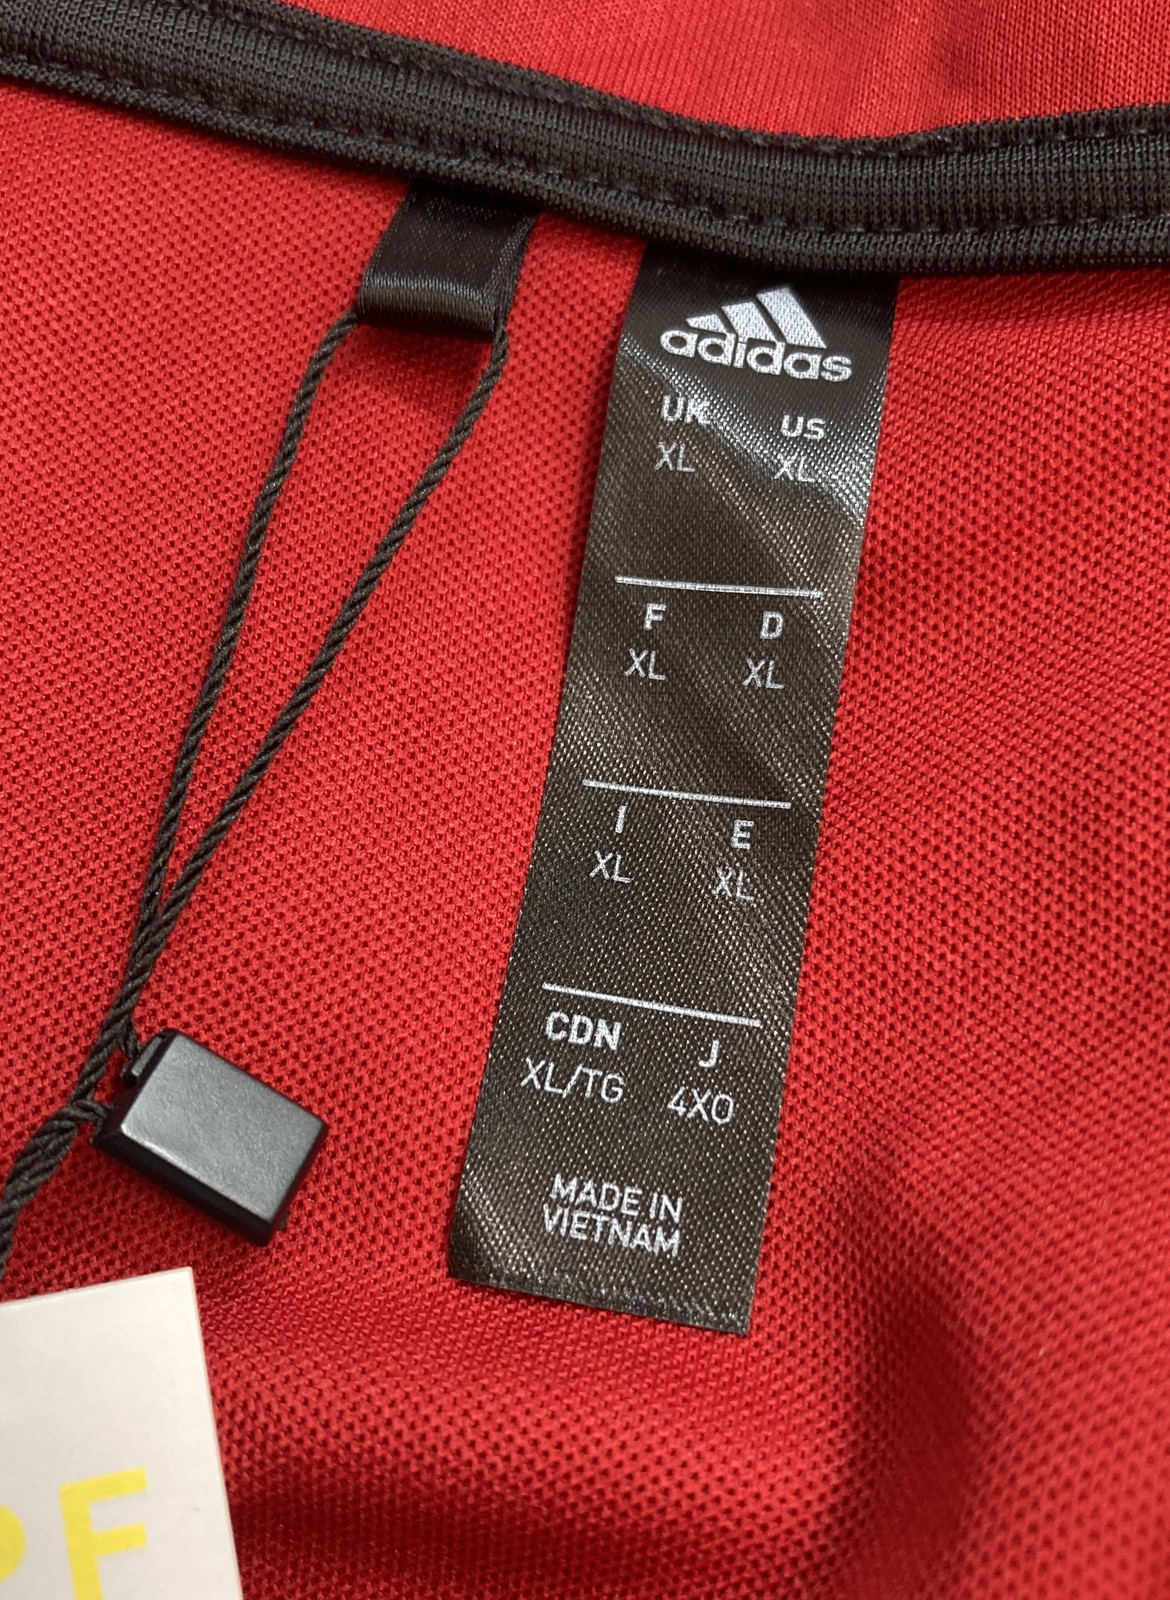 adidas
UK US
XL XL
F D
XL XL
I E
XL XL
CDN J
XL/TG 4XO
MADE IN
VIETNAM
F